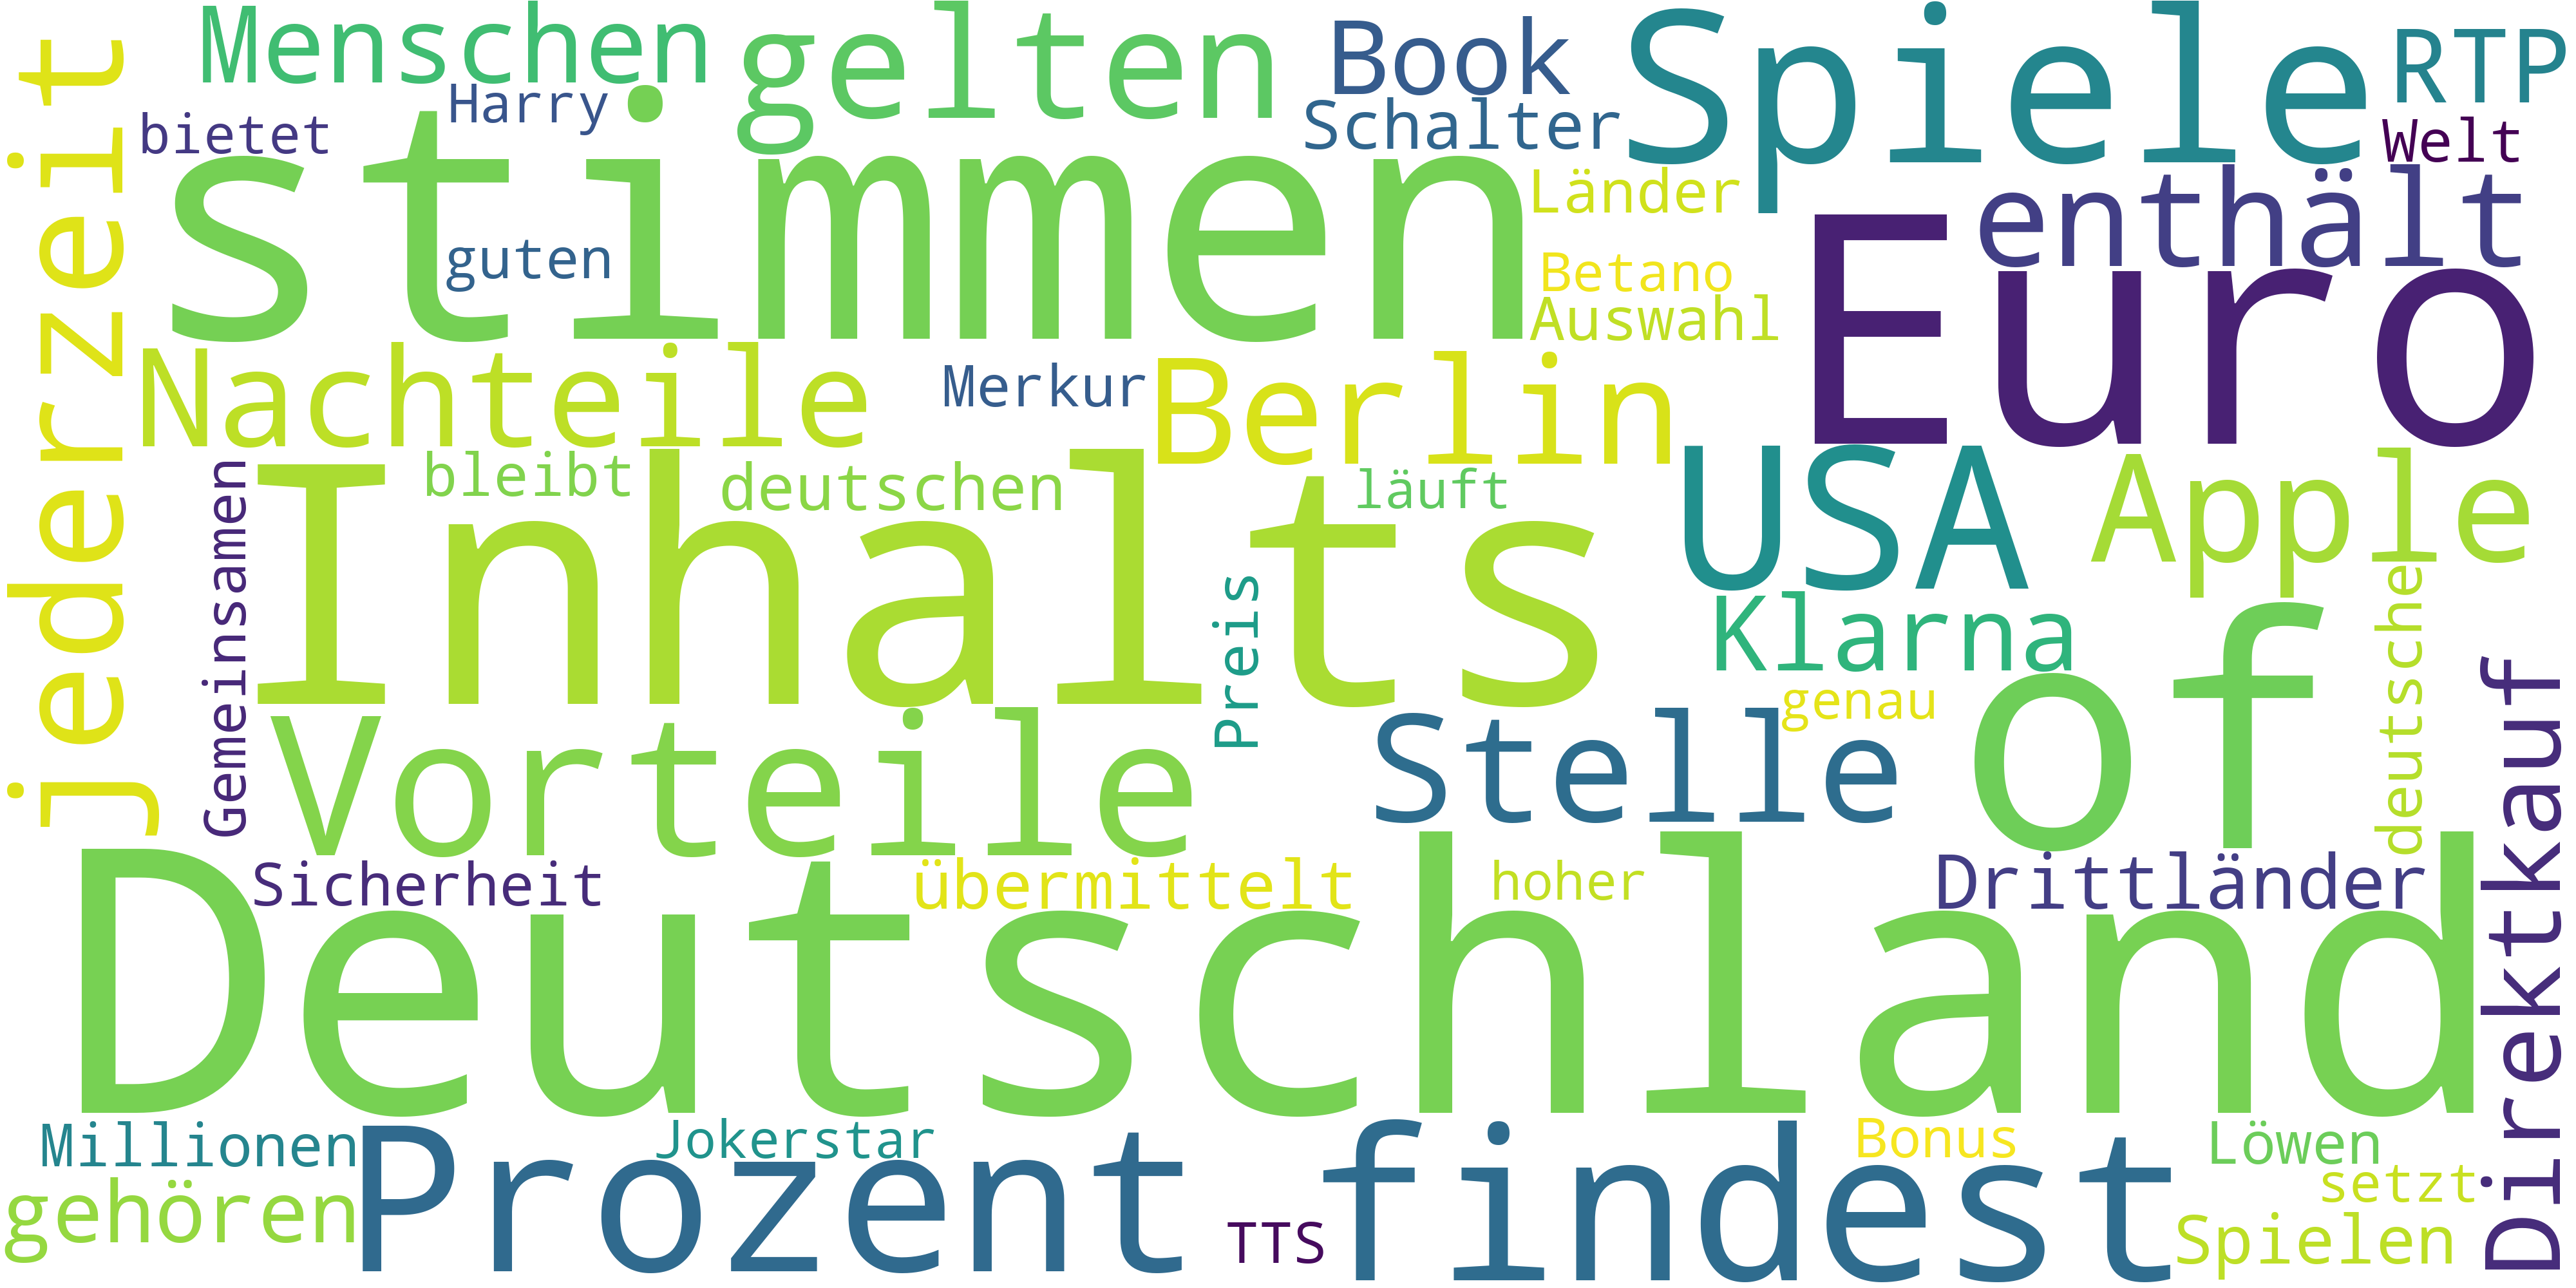 jederzeit
Menschen
gelten
Book
Spiele
RTP
Harry
bietet
Schalter
Welt
stimmen
Länder
enthält
guten
Betano
Auswahl
Euro
Nachteile
Merkur
Berlin
Gemeinsamen
Inhalts
bleibt
deutschen
läuft
USA
Apple
Preis
Klarna
deutsche
of
genau
Vorteile
Stelle
Direktkauf
Sicherheit
übermittelt
hoher
Drittländer
Deutschland
Millionen
Jokerstar
Bonus
Löwen
gehören
Prozent
findest
setzt
TTS
Spielen